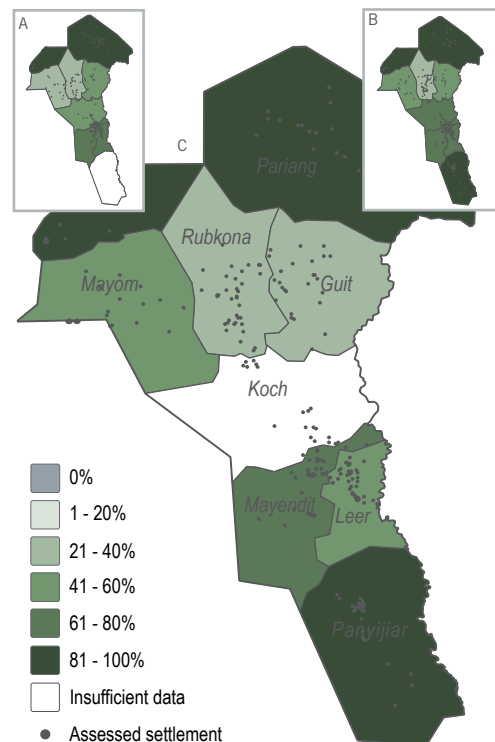 A
B
C
Pariang
Rubkona
Mayom
Guit
Koch
Mayendit
Leer
Panyijiar
0%
1 - 20%
21 - 40%
41 - 60%
61 - 80%
81 - 100%
Insufficient data
Assessed settlement